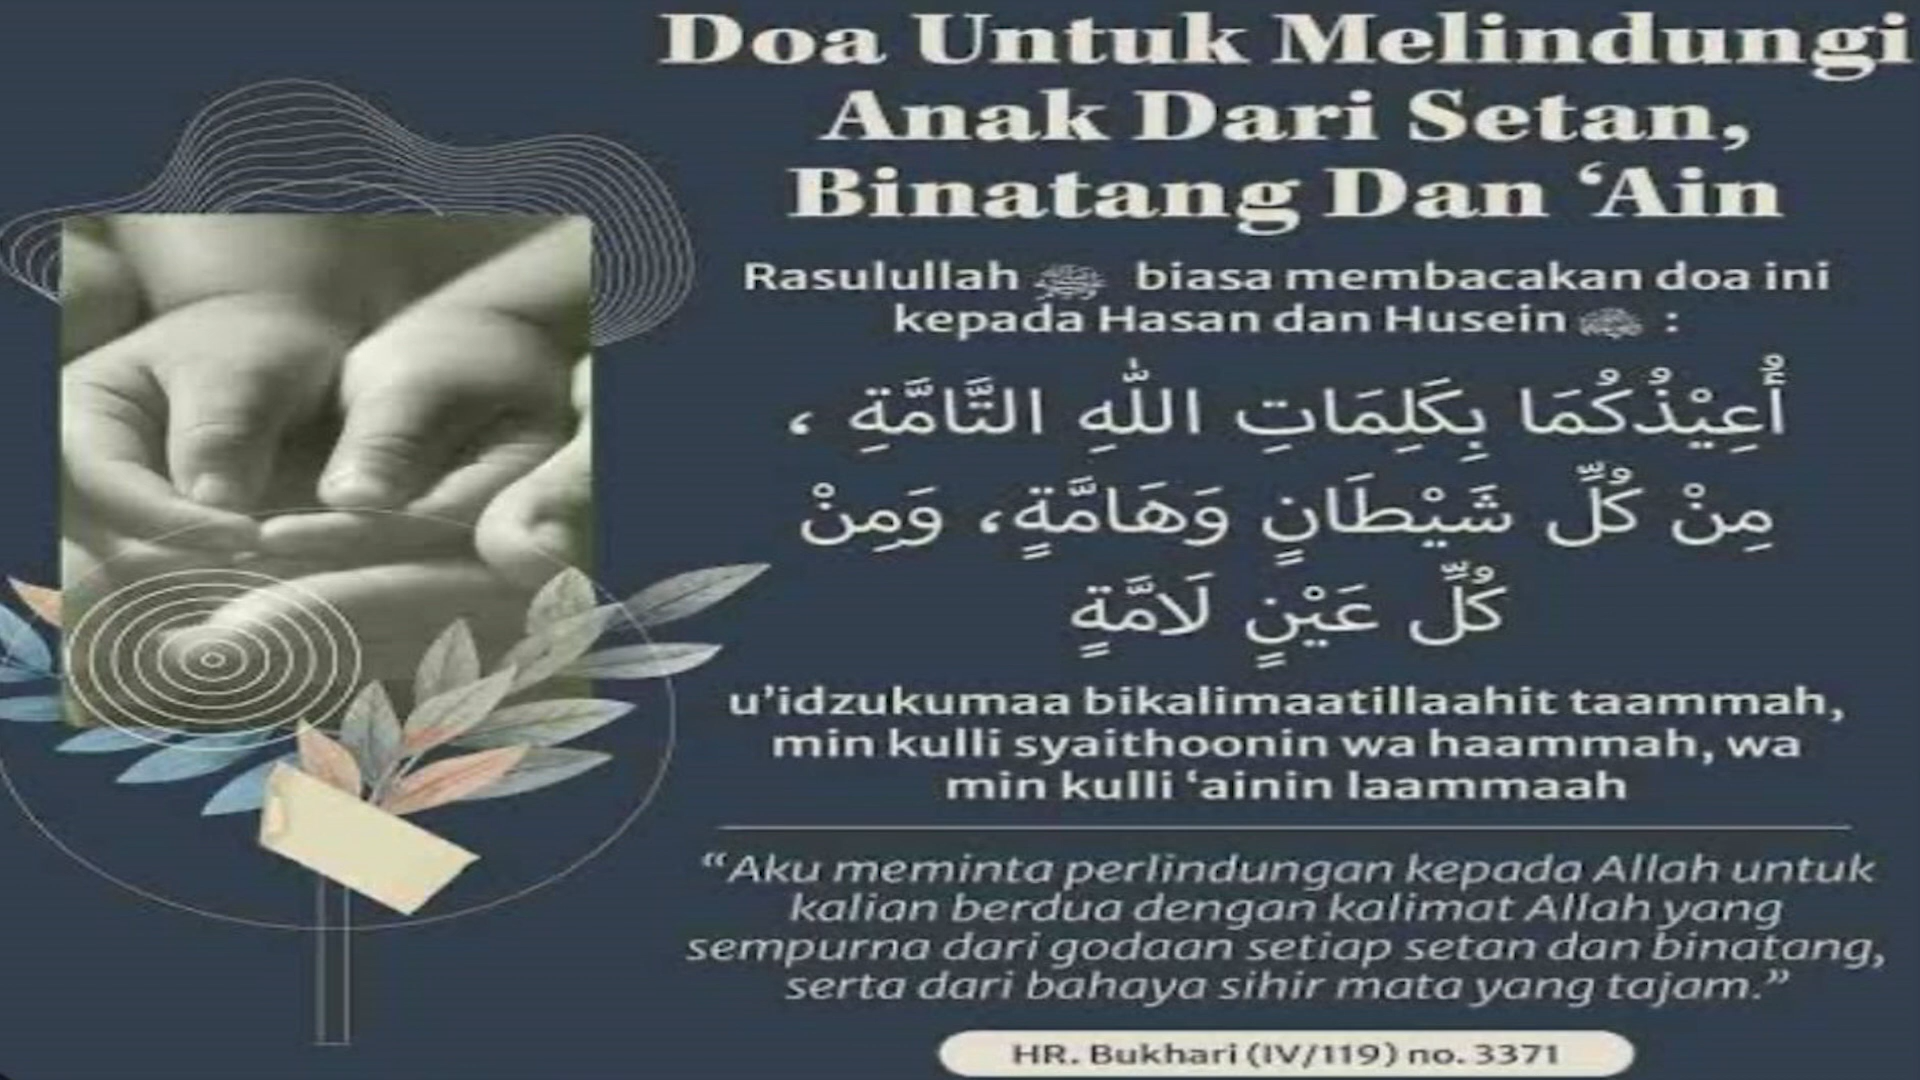 Doa Untuk Melindungi
Anak Dari Setan,
Binatang Dan ‘Ain
Rasulullah ﷺ biasa membacakan doa ini
kepada Hasan dan Husein :
أُعِيْذُكُمَا بِكَلِمَاتِ اللّٰهِ التَّامَّةِ ،
مِنْ كُلِّ شَيْطَانٍ وَهَامَّةٍ، وَمِنْ
كُلِّ عَيْنٍ لَامَّةٍ
u’idzukumaa bikalimaatillaahit taammah,
min kulli syaithoonin wa haammah, wa
min kulli ‘ainin laammaah
“Aku meminta perlindungan kepada Allah untuk
kalian berdua dengan kalimat Allah yang
sempurna dari godaan setiap setan dan binatang,
serta dari bahaya sihir mata yang tajam.”
HR. Bukhari (IV/119) no. 3371